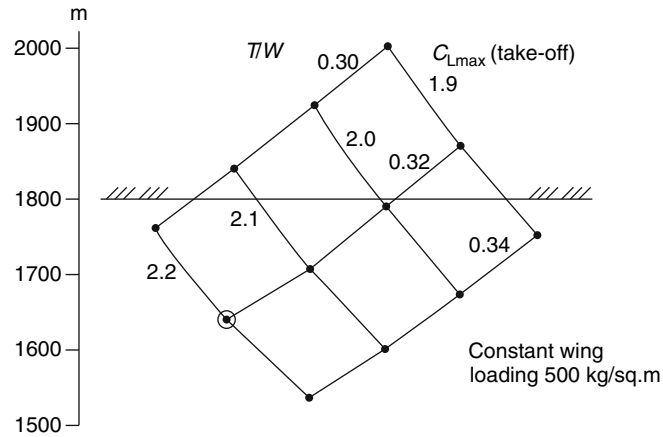 m
2000
1900
1800
1700
1600
1500
T/W
0.30
C_Lmax (take-off)
1.9
2.0
0.32
2.1
0.34
2.2
Constant wing
loading 500 kg/sq.m